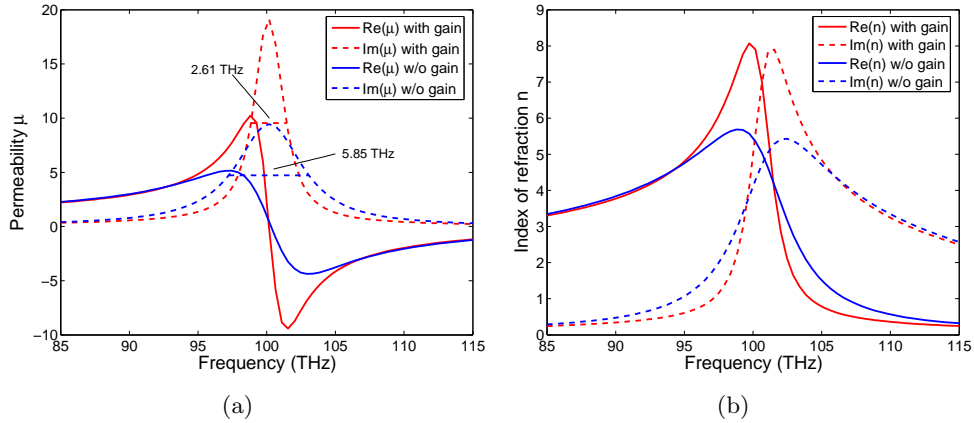 20
15
10
5
0
−5
−10
85
90
95
100
105
110
115
Permeability μ
Frequency (THz)
Re(μ) with gain
Im(μ) with gain
Re(μ) w/o gain
Im(μ) w/o gain
2.61 THz
5.85 THz
(a)
9
8
7
6
5
4
3
2
1
0
85
90
95
100
105
110
115
Index of refraction n
Frequency (THz)
Re(n) with gain
Im(n) with gain
Re(n) w/o gain
Im(n) w/o gain
(b)